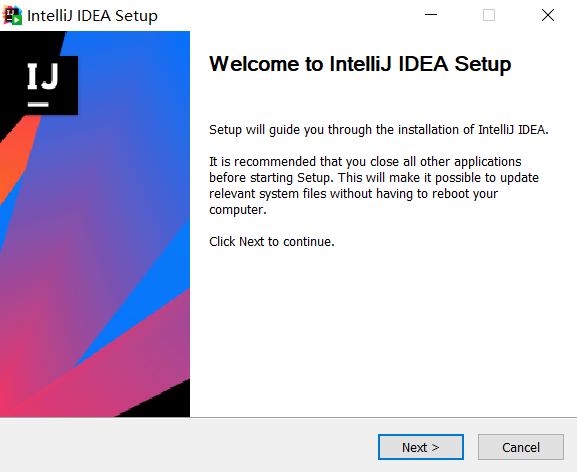 IntelliJ IDEA Setup
IJ
Welcome to IntelliJ IDEA Setup
Setup will guide you through the installation of IntelliJ IDEA.
It is recommended that you close all other applications
before starting Setup. This will make it possible to update
relevant system files without having to reboot your
computer.
Click Next to continue.
Next >
Cancel